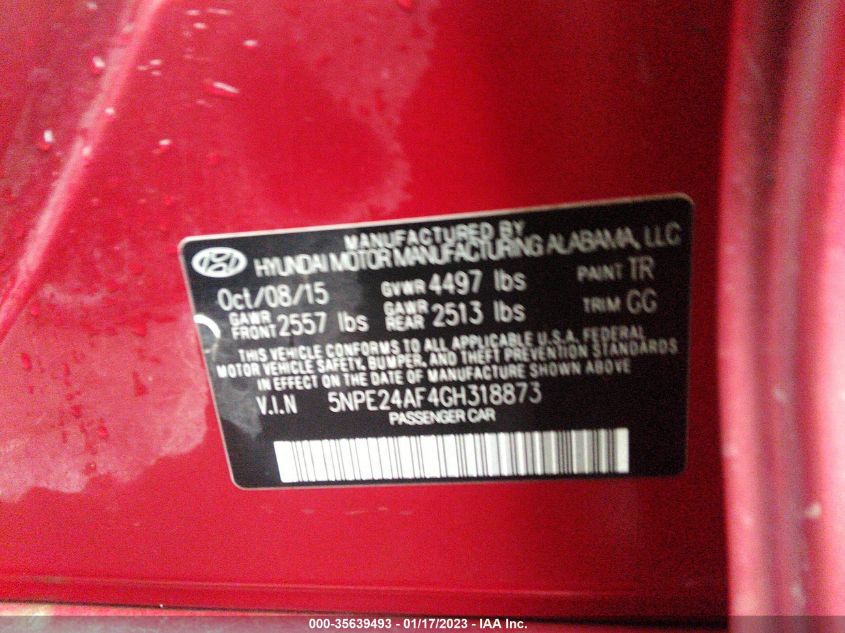 MANUFACTURED BY
HYUNDAI MOTOR MANUFACTURING ALABAMA, LLC
Oct/08/15 GVWR 4497 lbs PAINT TR
GAWR FRONT 2557 lbs GAWR REAR 2513 lbs TRIM GG
THIS VEHICLE CONFORMS TO ALL APPLICABLE U.S.A. FEDERAL
MOTOR VEHICLE SAFETY, BUMPER, AND THEFT PREVENTION STANDARDS
IN EFFECT ON THE DATE OF MANUFACTURE SHOWN ABOVE
V.I.N 5NPE24AF4GH318873
PASSENGER CAR
000-35639493 - 01/17/2023 - IAA Inc.